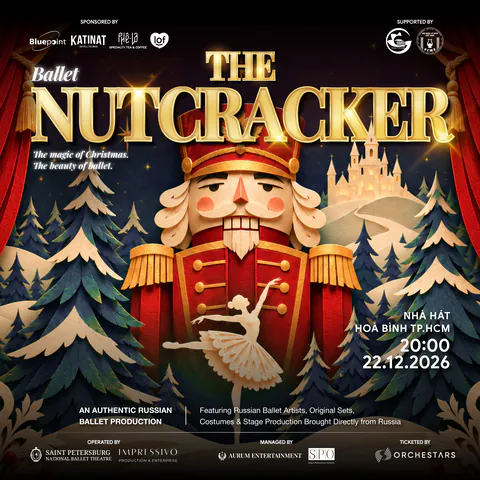 SPONSORED BY
SUPPORTED BY
Bluepoint
KATINAT
PHÊ LA
SPECIALTY TEA & COFFEE
lof
Ballet
THE
NUTCRACKER
The magic of Christmas.
The beauty of ballet.
NHÀ HÁT
HOÀ BÌNH TP.HCM
20:00
22.12.2026
AN AUTHENTIC RUSSIAN
BALLET PRODUCTION
Featuring Russian Ballet Artists, Original Sets,
Costumes & Stage Production Brought Directly from Russia
OPERATED BY
MANAGED BY
TICKETED BY
SAINT PETERSBURG
NATIONAL BALLET THEATRE
IMPRESSIVO
PRODUCTION & ENTERPRISE
AURUM ENTERTAINMENT
SPO
ORCHESTARS